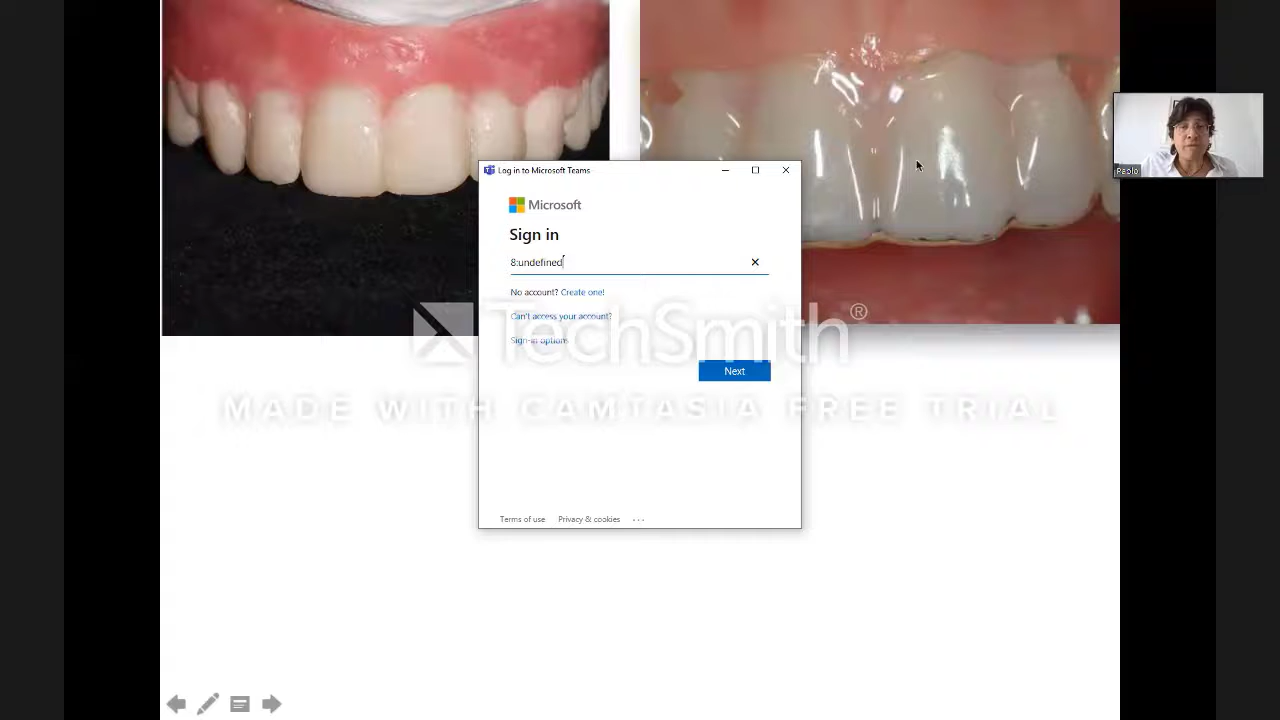 Log in to Microsoft Teams
Microsoft
Sign in
8:undefined
No account? Create one!
Can't access your account?
Sign-in options
Next
Terms of use Privacy & cookies
Paolo
TechSmith®
MADE WITH CAMTASIA FREE TRIAL